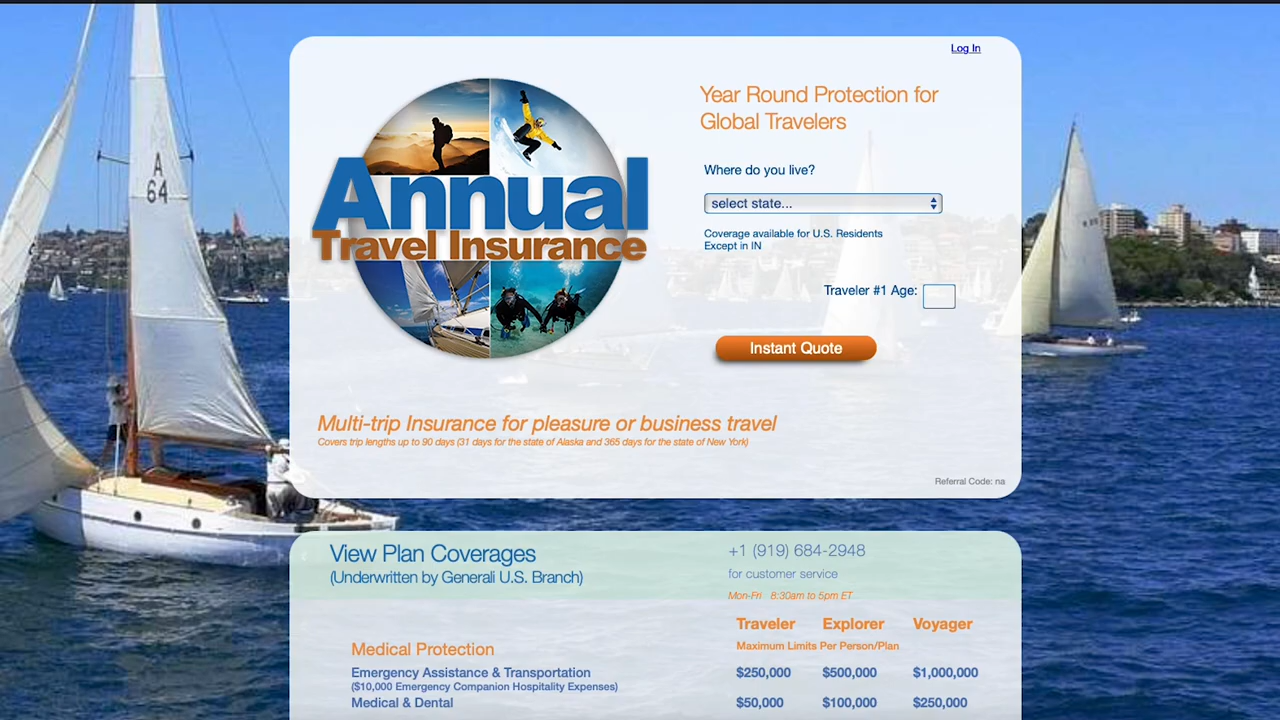 Log In
Annual
Travel Insurance
Year Round Protection for
Global Travelers
Where do you live?
select state...
Coverage available for U.S. Residents
Except in IN
Traveler #1 Age:
Instant Quote
Multi-trip Insurance for pleasure or business travel
Covers trip lengths up to 90 days (31 days for the state of Alaska and 365 days for the state of New York)
Referral Code: na
A
64
View Plan Coverages
(Underwritten by Generali U.S. Branch)
+1 (919) 684-2948
for customer service
Mon-Fri 8:30am to 5pm ET
Traveler Explorer Voyager
Maximum Limits Per Person/Plan
Medical Protection
Emergency Assistance & Transportation $250,000 $500,000 $1,000,000
($10,000 Emergency Companion Hospitality Expenses)
Medical & Dental $50,000 $100,000 $250,000